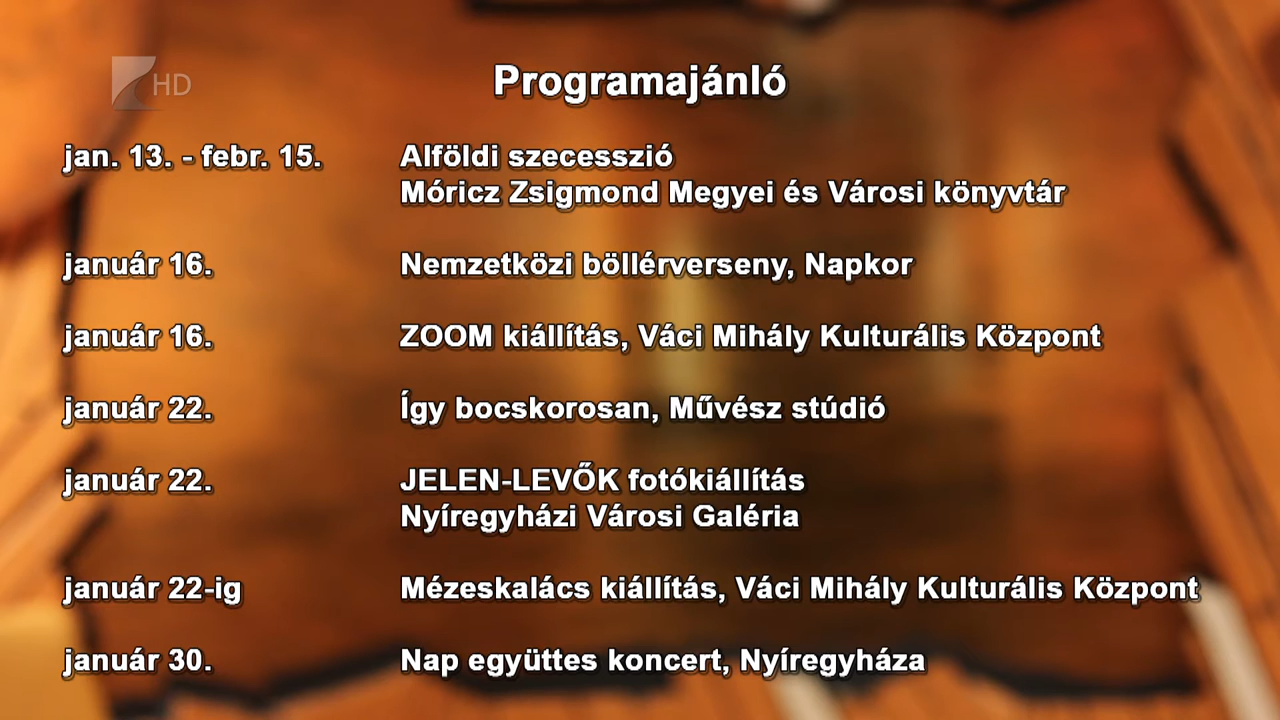 HD
Programajánló
jan. 13. - febr. 15. Alföldi szecesszió
Móricz Zsigmond Megyei és Városi könyvtár
január 16. Nemzetközi böllérverseny, Napkor
január 16. ZOOM kiállítás, Váci Mihály Kulturális Központ
január 22. Így bocskorosan, Művész stúdió
január 22. JELEN-LEVŐK fotókiállítás
Nyíregyházi Városi Galéria
január 22-ig Mézeskalács kiállítás, Váci Mihály Kulturális Központ
január 30. Nap együttes koncert, Nyíregyháza